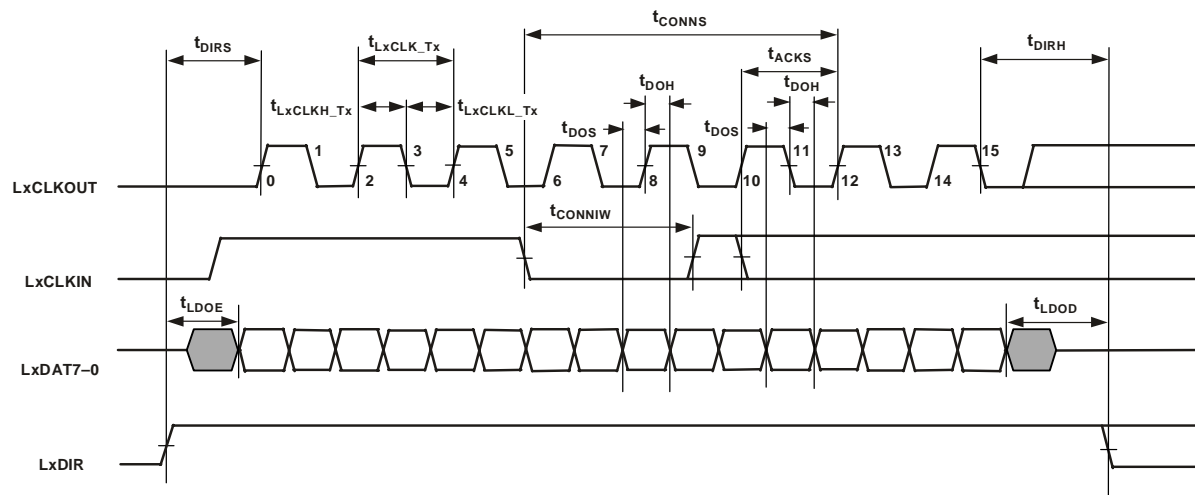 tCONNS
tDIRS
tLxCLK_Tx
tACKS
tDIRH
tDOH
tDOH
tLxCLKH_Tx
tLxCLKL_Tx
tDOS
tDOS
1 3 5 7 9 11 13 15
LxCLKOUT
0 2 4 6 8 10 12 14
tCONNIW
LxCLKIN
tLDOE
tLDOD
LxDAT7–0
LxDIR